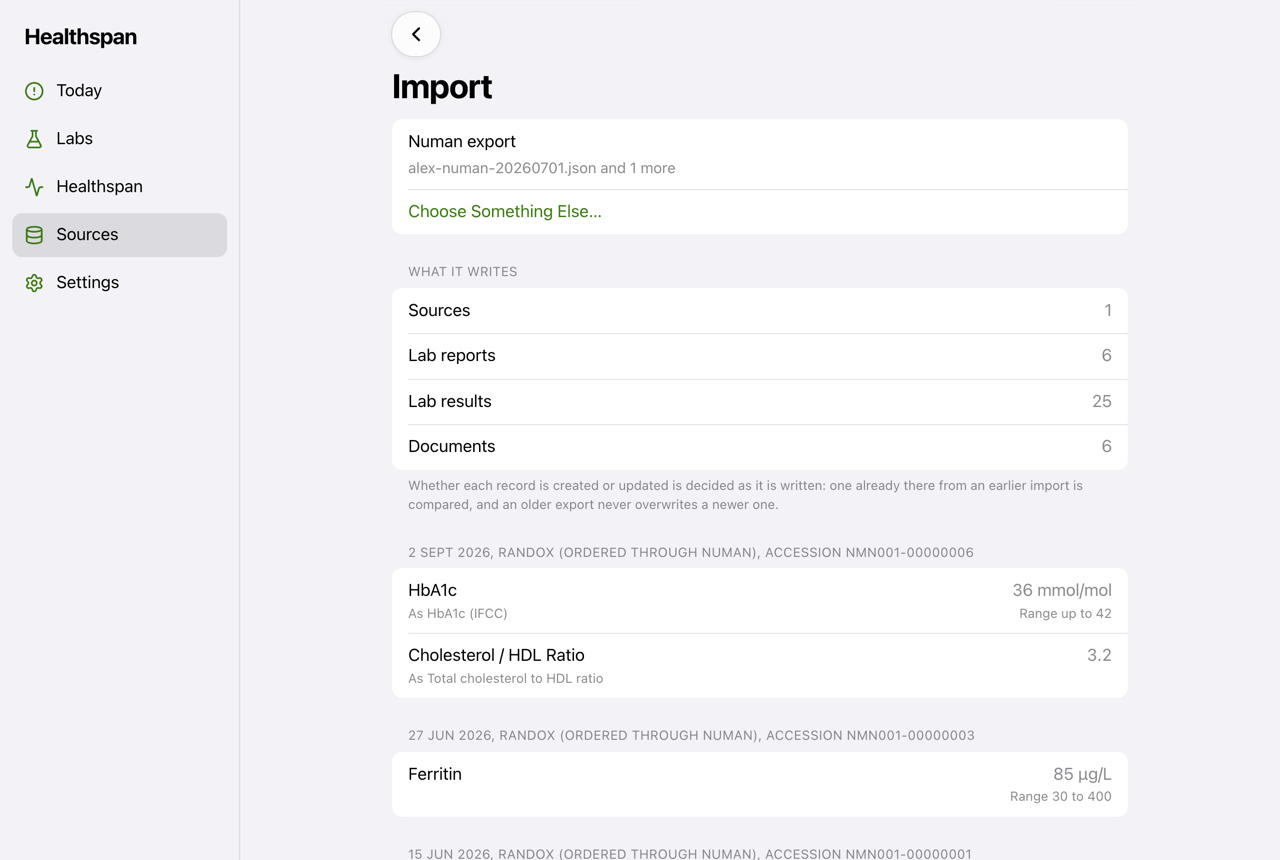 Healthspan
Today
Labs
Healthspan
Sources
Settings
Import
Numan export
alex-numan-20260701.json and 1 more
Choose Something Else...
WHAT IT WRITES
Sources 1
Lab reports 6
Lab results 25
Documents 6
Whether each record is created or updated is decided as it is written: one already there from an earlier import is
compared, and an older export never overwrites a newer one.
2 SEPT 2026, RANDOX (ORDERED THROUGH NUMAN), ACCESSION NMN001-00000006
HbA1c 36 mmol/mol
As HbA1c (IFCC) Range up to 42
Cholesterol / HDL Ratio 3.2
As Total cholesterol to HDL ratio
27 JUN 2026, RANDOX (ORDERED THROUGH NUMAN), ACCESSION NMN001-00000003
Ferritin 85 µg/L
Range 30 to 400
15 JUN 2026, RANDOX (ORDERED THROUGH NUMAN), ACCESSION NMN001-00000001